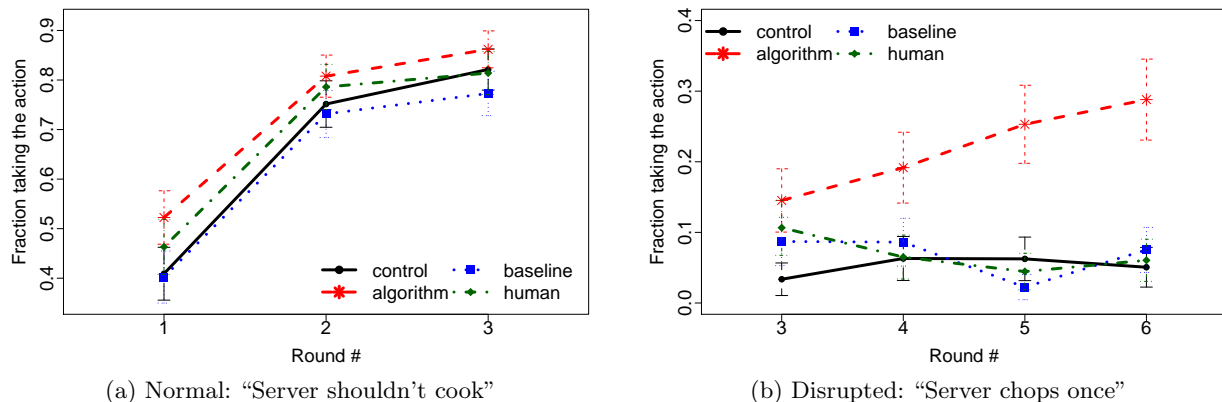 Fraction taking the action
0.4 0.5 0.6 0.7 0.8 0.9
control baseline
algorithm human
1 2 3
Round #
(a) Normal: “Server shouldn’t cook”
Fraction taking the action
0.0 0.1 0.2 0.3 0.4
control baseline
algorithm human
3 4 5 6
Round #
(b) Disrupted: “Server chops once”